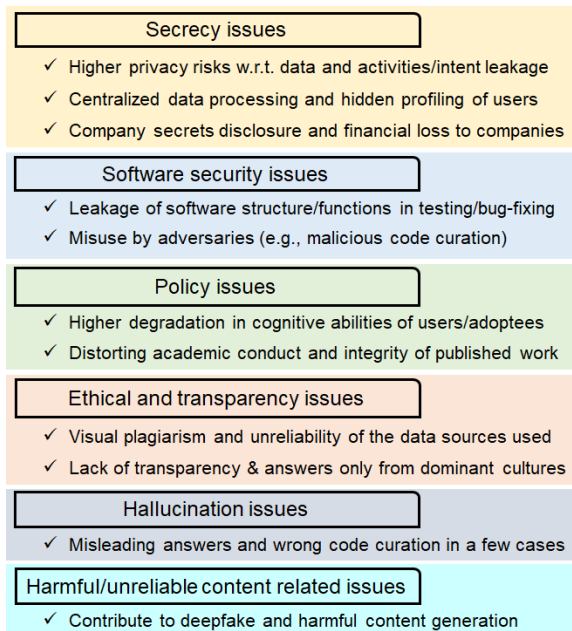 Secrecy issues
✓ Higher privacy risks w.r.t. data and activities/intent leakage
✓ Centralized data processing and hidden profiling of users
✓ Company secrets disclosure and financial loss to companies
Software security issues
✓ Leakage of software structure/functions in testing/bug-fixing
✓ Misuse by adversaries (e.g., malicious code curation)
Policy issues
✓ Higher degradation in cognitive abilities of users/adoptees
✓ Distorting academic conduct and integrity of published work
Ethical and transparency issues
✓ Visual plagiarism and unreliability of the data sources used
✓ Lack of transparency & answers only from dominant cultures
Hallucination issues
✓ Misleading answers and wrong code curation in a few cases
Harmful/unreliable content related issues
✓ Contribute to deepfake and harmful content generation